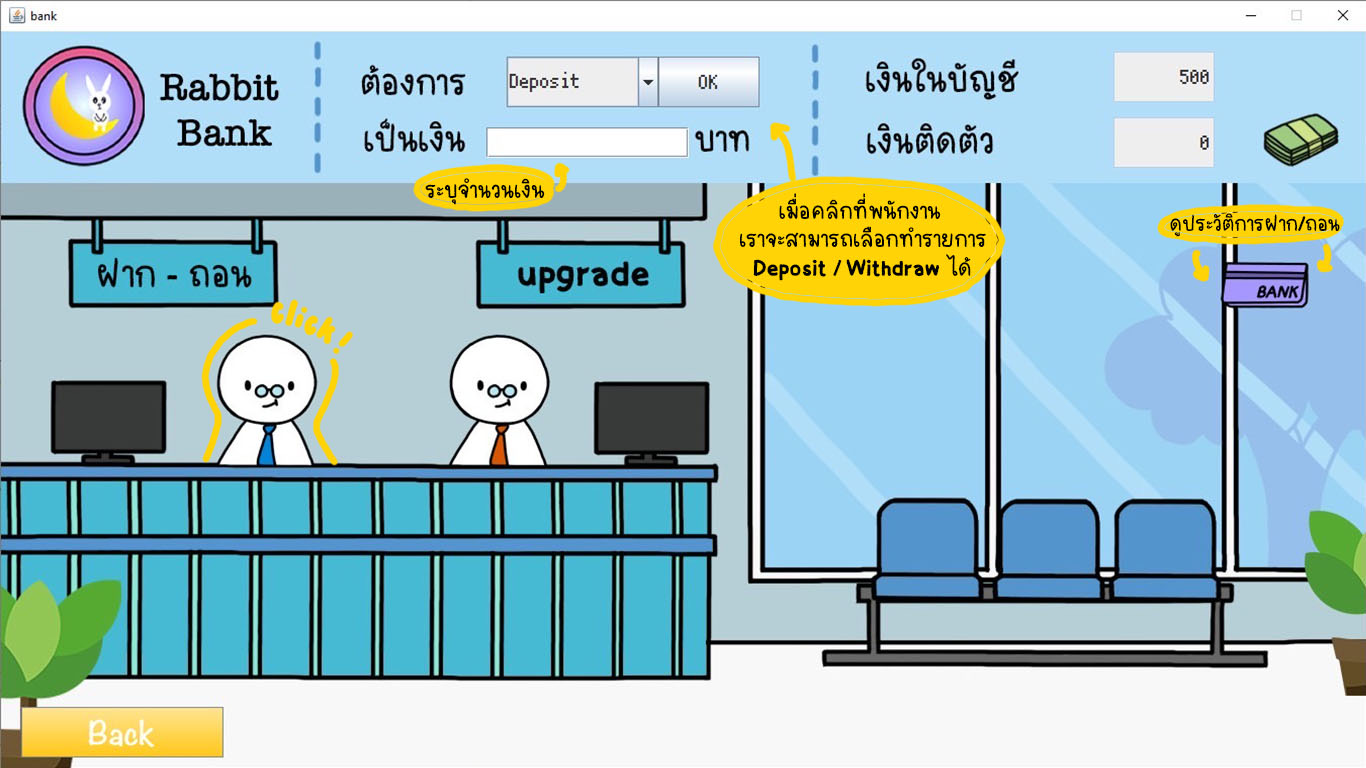 bank
Rabbit
Bank
ต้องการ
Deposit
OK
เป็นเงิน
บาท
เงินในบัญชี
500
เงินติดตัว
0
ระบุจำนวนเงิน
เมื่อคลิกที่พนักงาน
เราจะสามารถเลือกทำรายการ
Deposit / Withdraw ได้
ดูประวัติการฝาก/ถอน
BANK
ฝาก - ถอน
upgrade
click!
Back